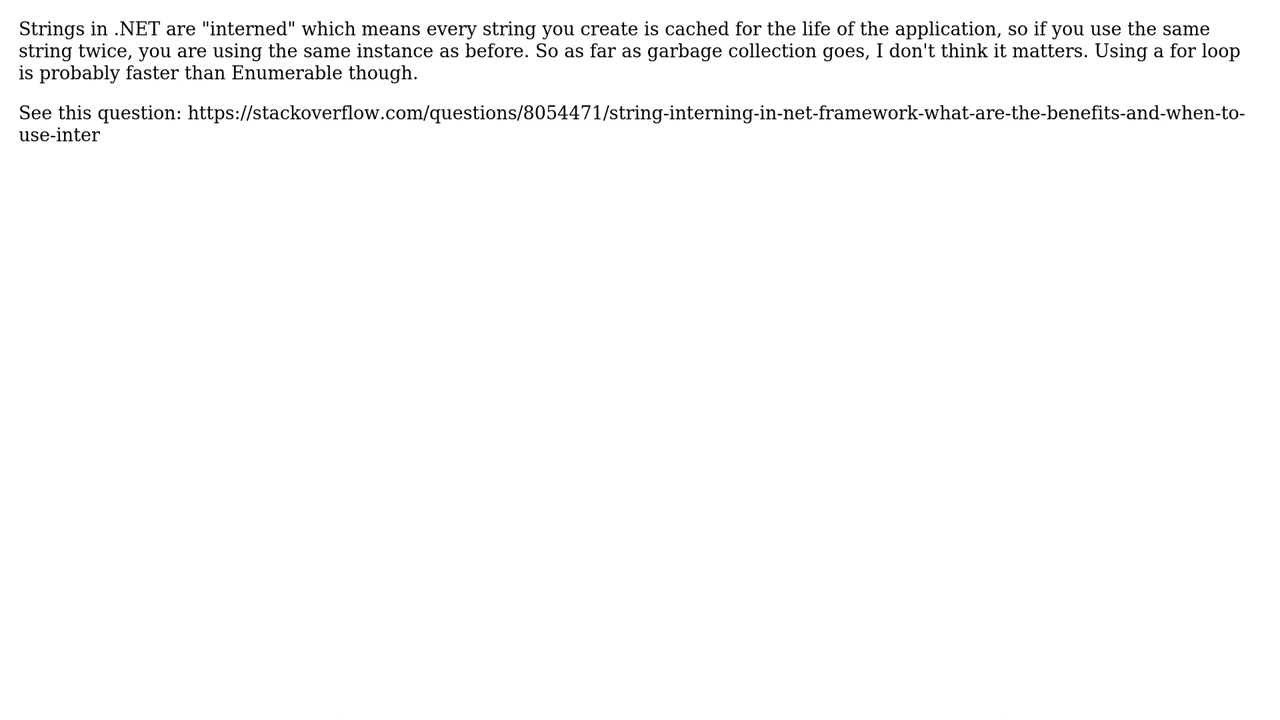 Strings in .NET are "interned" which means every string you create is cached for the life of the application, so if you use the same
string twice, you are using the same instance as before. So as far as garbage collection goes, I don't think it matters. Using a for loop
is probably faster than Enumerable though.
See this question: https://stackoverflow.com/questions/8054471/string-interning-in-net-framework-what-are-the-benefits-and-when-to-
use-inter